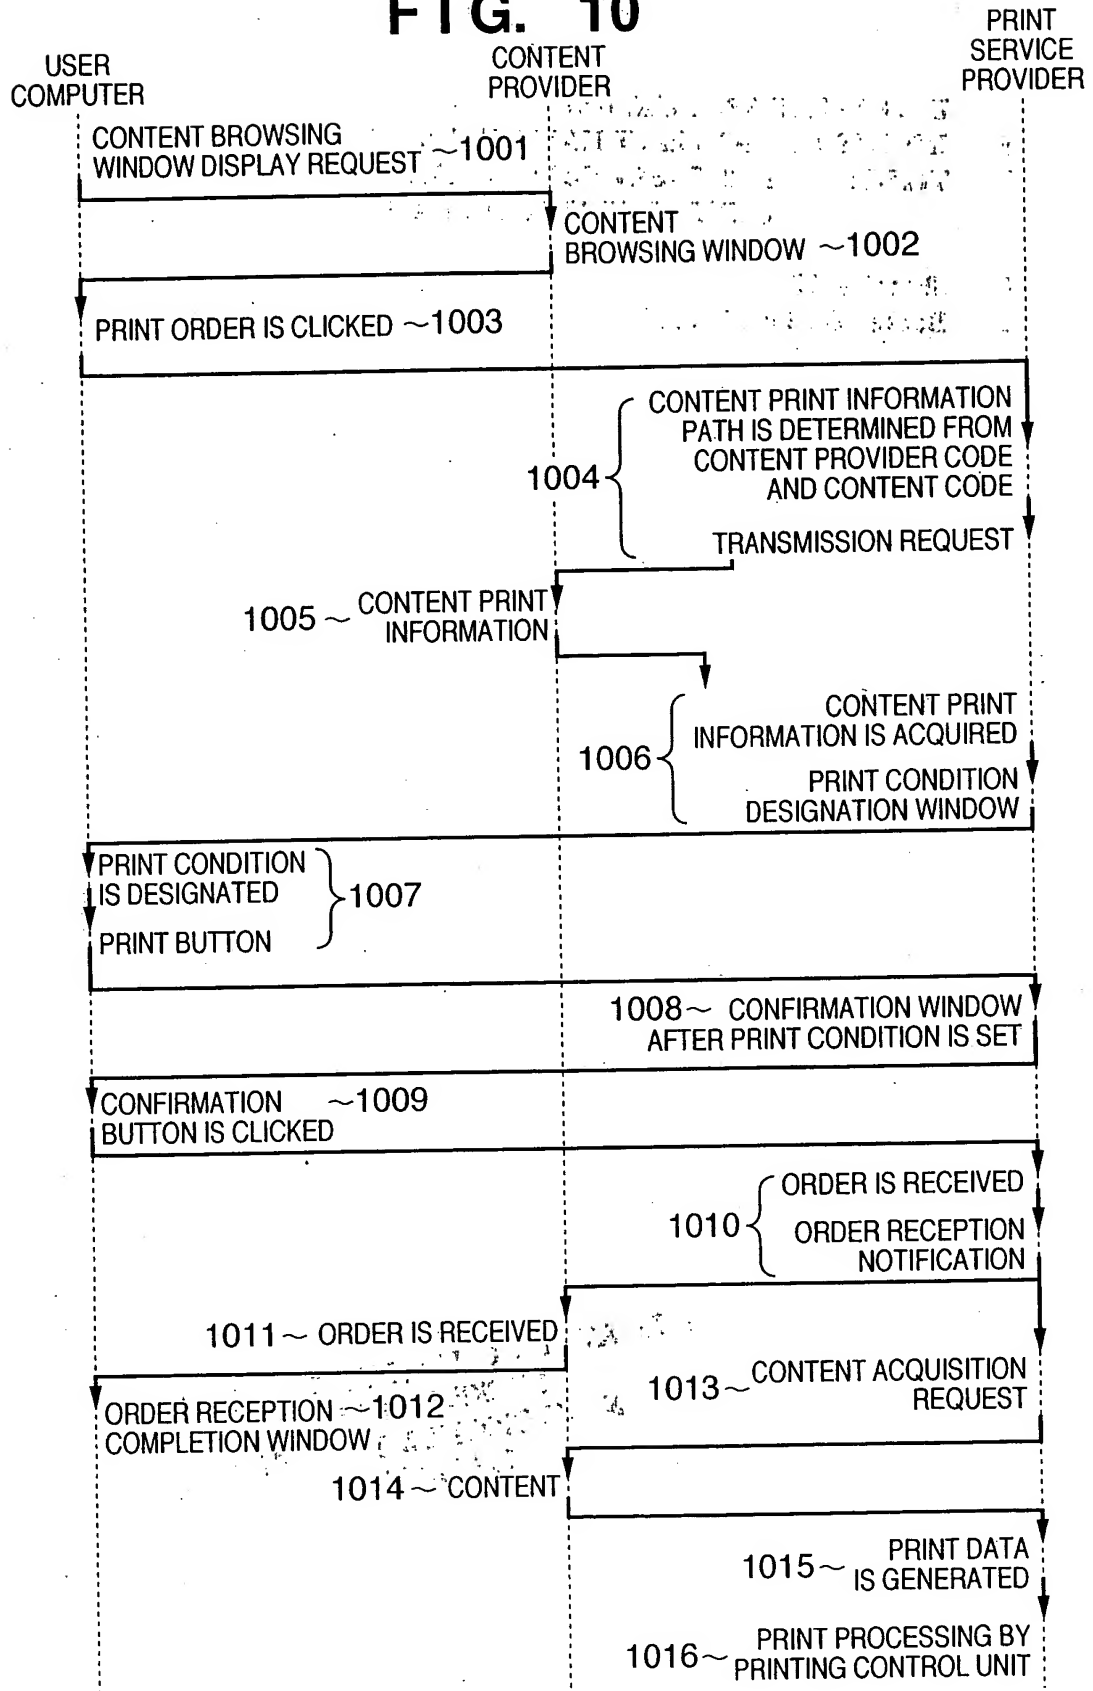 FIG. 10
USER
COMPUTER
CONTENT
PROVIDER
PRINT
SERVICE
PROVIDER
CONTENT BROWSING
WINDOW DISPLAY REQUEST ~1001
CONTENT
BROWSING WINDOW ~1002
PRINT ORDER IS CLICKED ~1003
1004
CONTENT PRINT INFORMATION
PATH IS DETERMINED FROM
CONTENT PROVIDER CODE
AND CONTENT CODE
TRANSMISSION REQUEST
1005~ CONTENT PRINT
INFORMATION
1006
CONTENT PRINT
INFORMATION IS ACQUIRED
PRINT CONDITION
DESIGNATION WINDOW
PRINT CONDITION
IS DESIGNATED
PRINT BUTTON
1007
1008~ CONFIRMATION WINDOW
AFTER PRINT CONDITION IS SET
CONFIRMATION ~1009
BUTTON IS CLICKED
1010
ORDER IS RECEIVED
ORDER RECEPTION
NOTIFICATION
1011~ ORDER IS RECEIVED
ORDER RECEPTION ~1012
COMPLETION WINDOW
1013~ CONTENT ACQUISITION
REQUEST
1014~ CONTENT
1015~ PRINT DATA
IS GENERATED
1016~ PRINT PROCESSING BY
PRINTING CONTROL UNIT